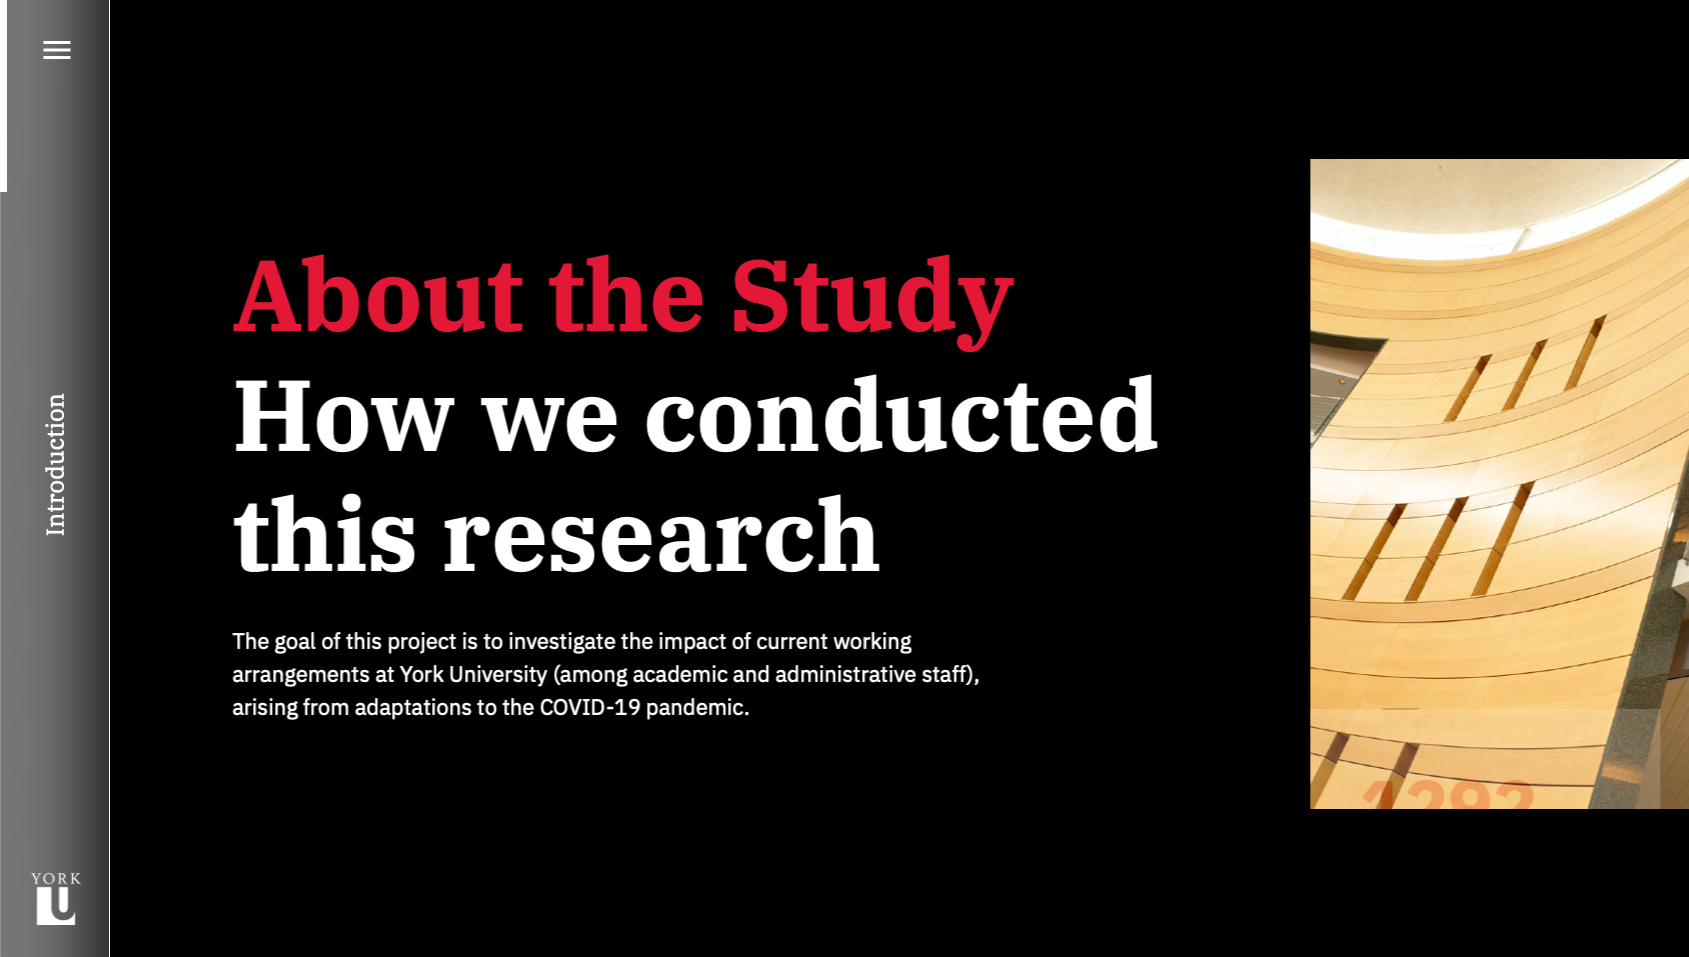 Introduction
YORK
U
About the Study
How we conducted
this research
The goal of this project is to investigate the impact of current working
arrangements at York University (among academic and administrative staff),
arising from adaptations to the COVID-19 pandemic.
1292